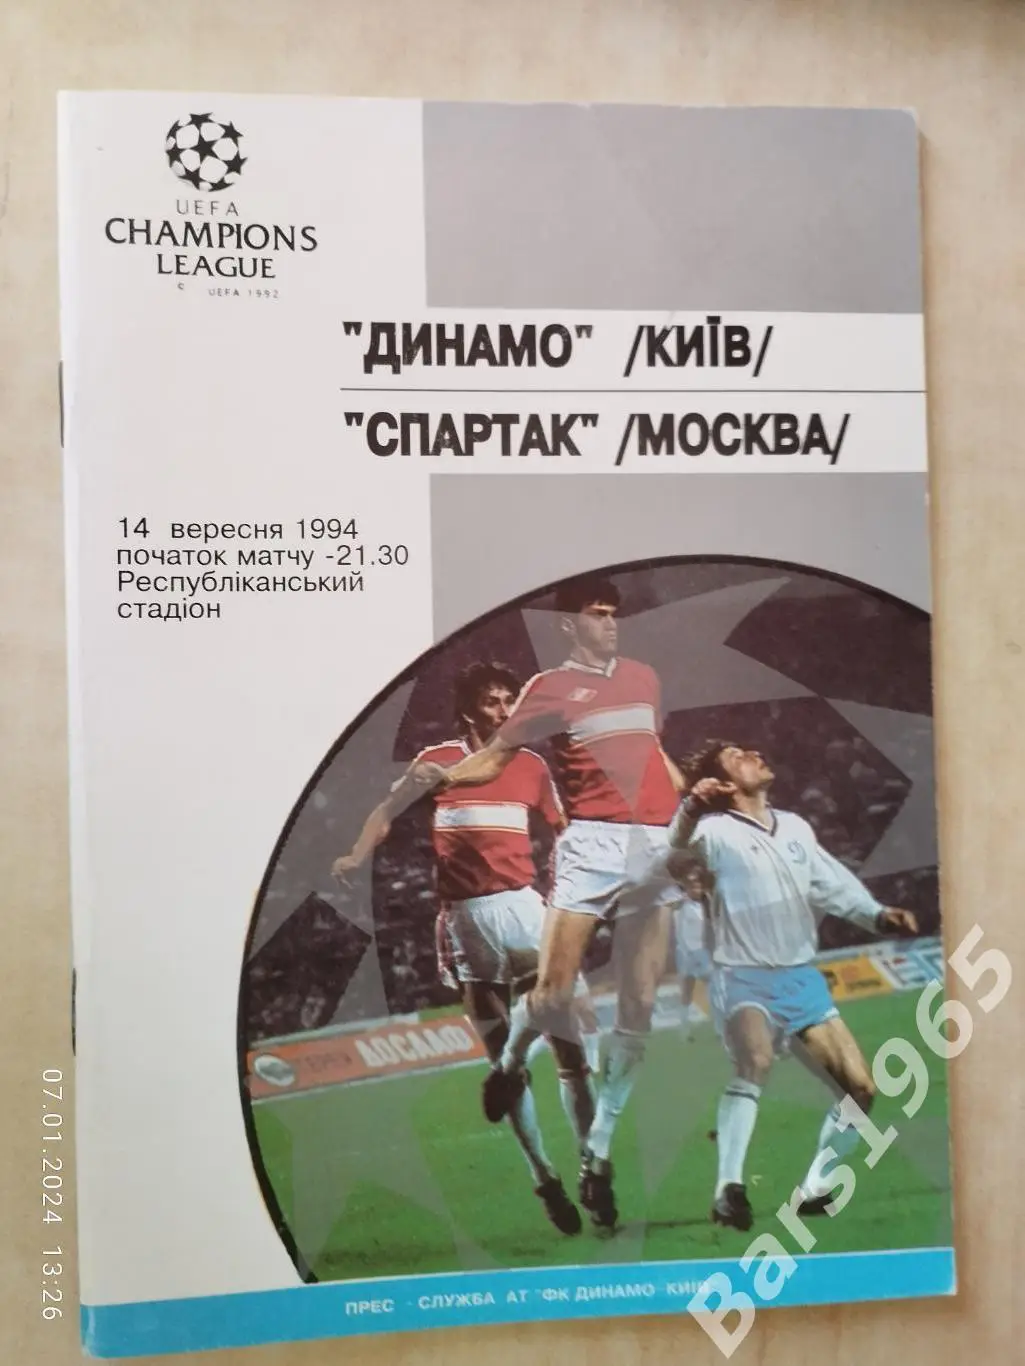 UEFA
CHAMPIONS
LEAGUE
© UEFA 1992
"ДИНАМО" /КИЇВ/
"СПАРТАК" /МОСКВА/
14 вересня 1994
початок матчу -21.30
Республіканський
стадіон
Д
ДОСААФ
ПРЕС - СЛУЖБА АТ "ФК ДИНАМО КИЇВ"
07.01.2024 13:26
Bars1965